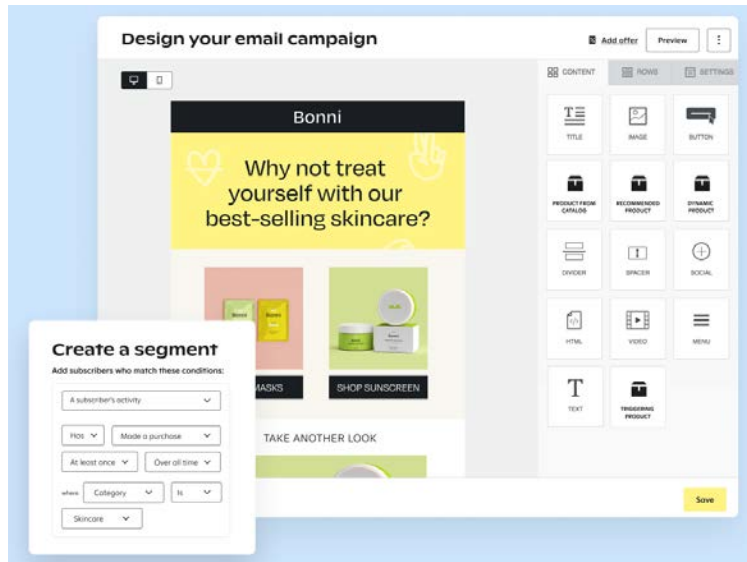 Design your email campaign
Add offer
Preview
CONTENT
ROWS
SETTINGS
Bonni
Why not treat
yourself with our
best-selling skincare?
MASKS
SHOP SUNSCREEN
TAKE ANOTHER LOOK
TITLE
IMAGE
BUTTON
PRODUCT FROM
CATALOG
RECOMMENDED
PRODUCT
DYNAMIC
PRODUCT
DIVIDER
SPACER
SOCIAL
HTML
VIDEO
MENU
TEXT
TRIGGERING
PRODUCT
Save
Create a segment
Add subscribers who match these conditions:
A subscriber's activity
Has
Made a purchase
At least once
Over all time
where
Category
Is
Skincare